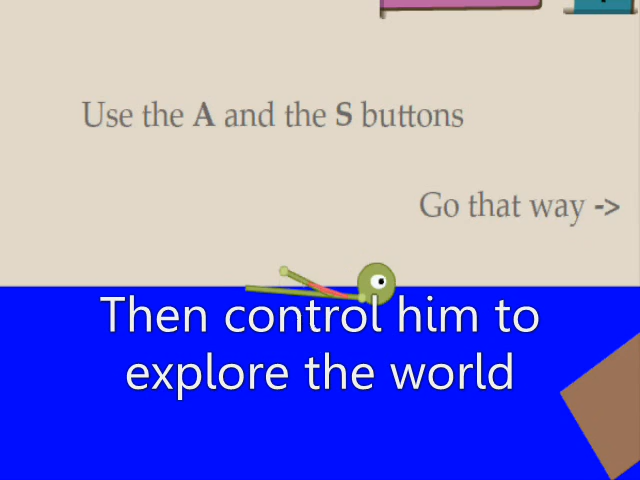 Use the A and the S buttons
Go that way ->
Then control him to
explore the world